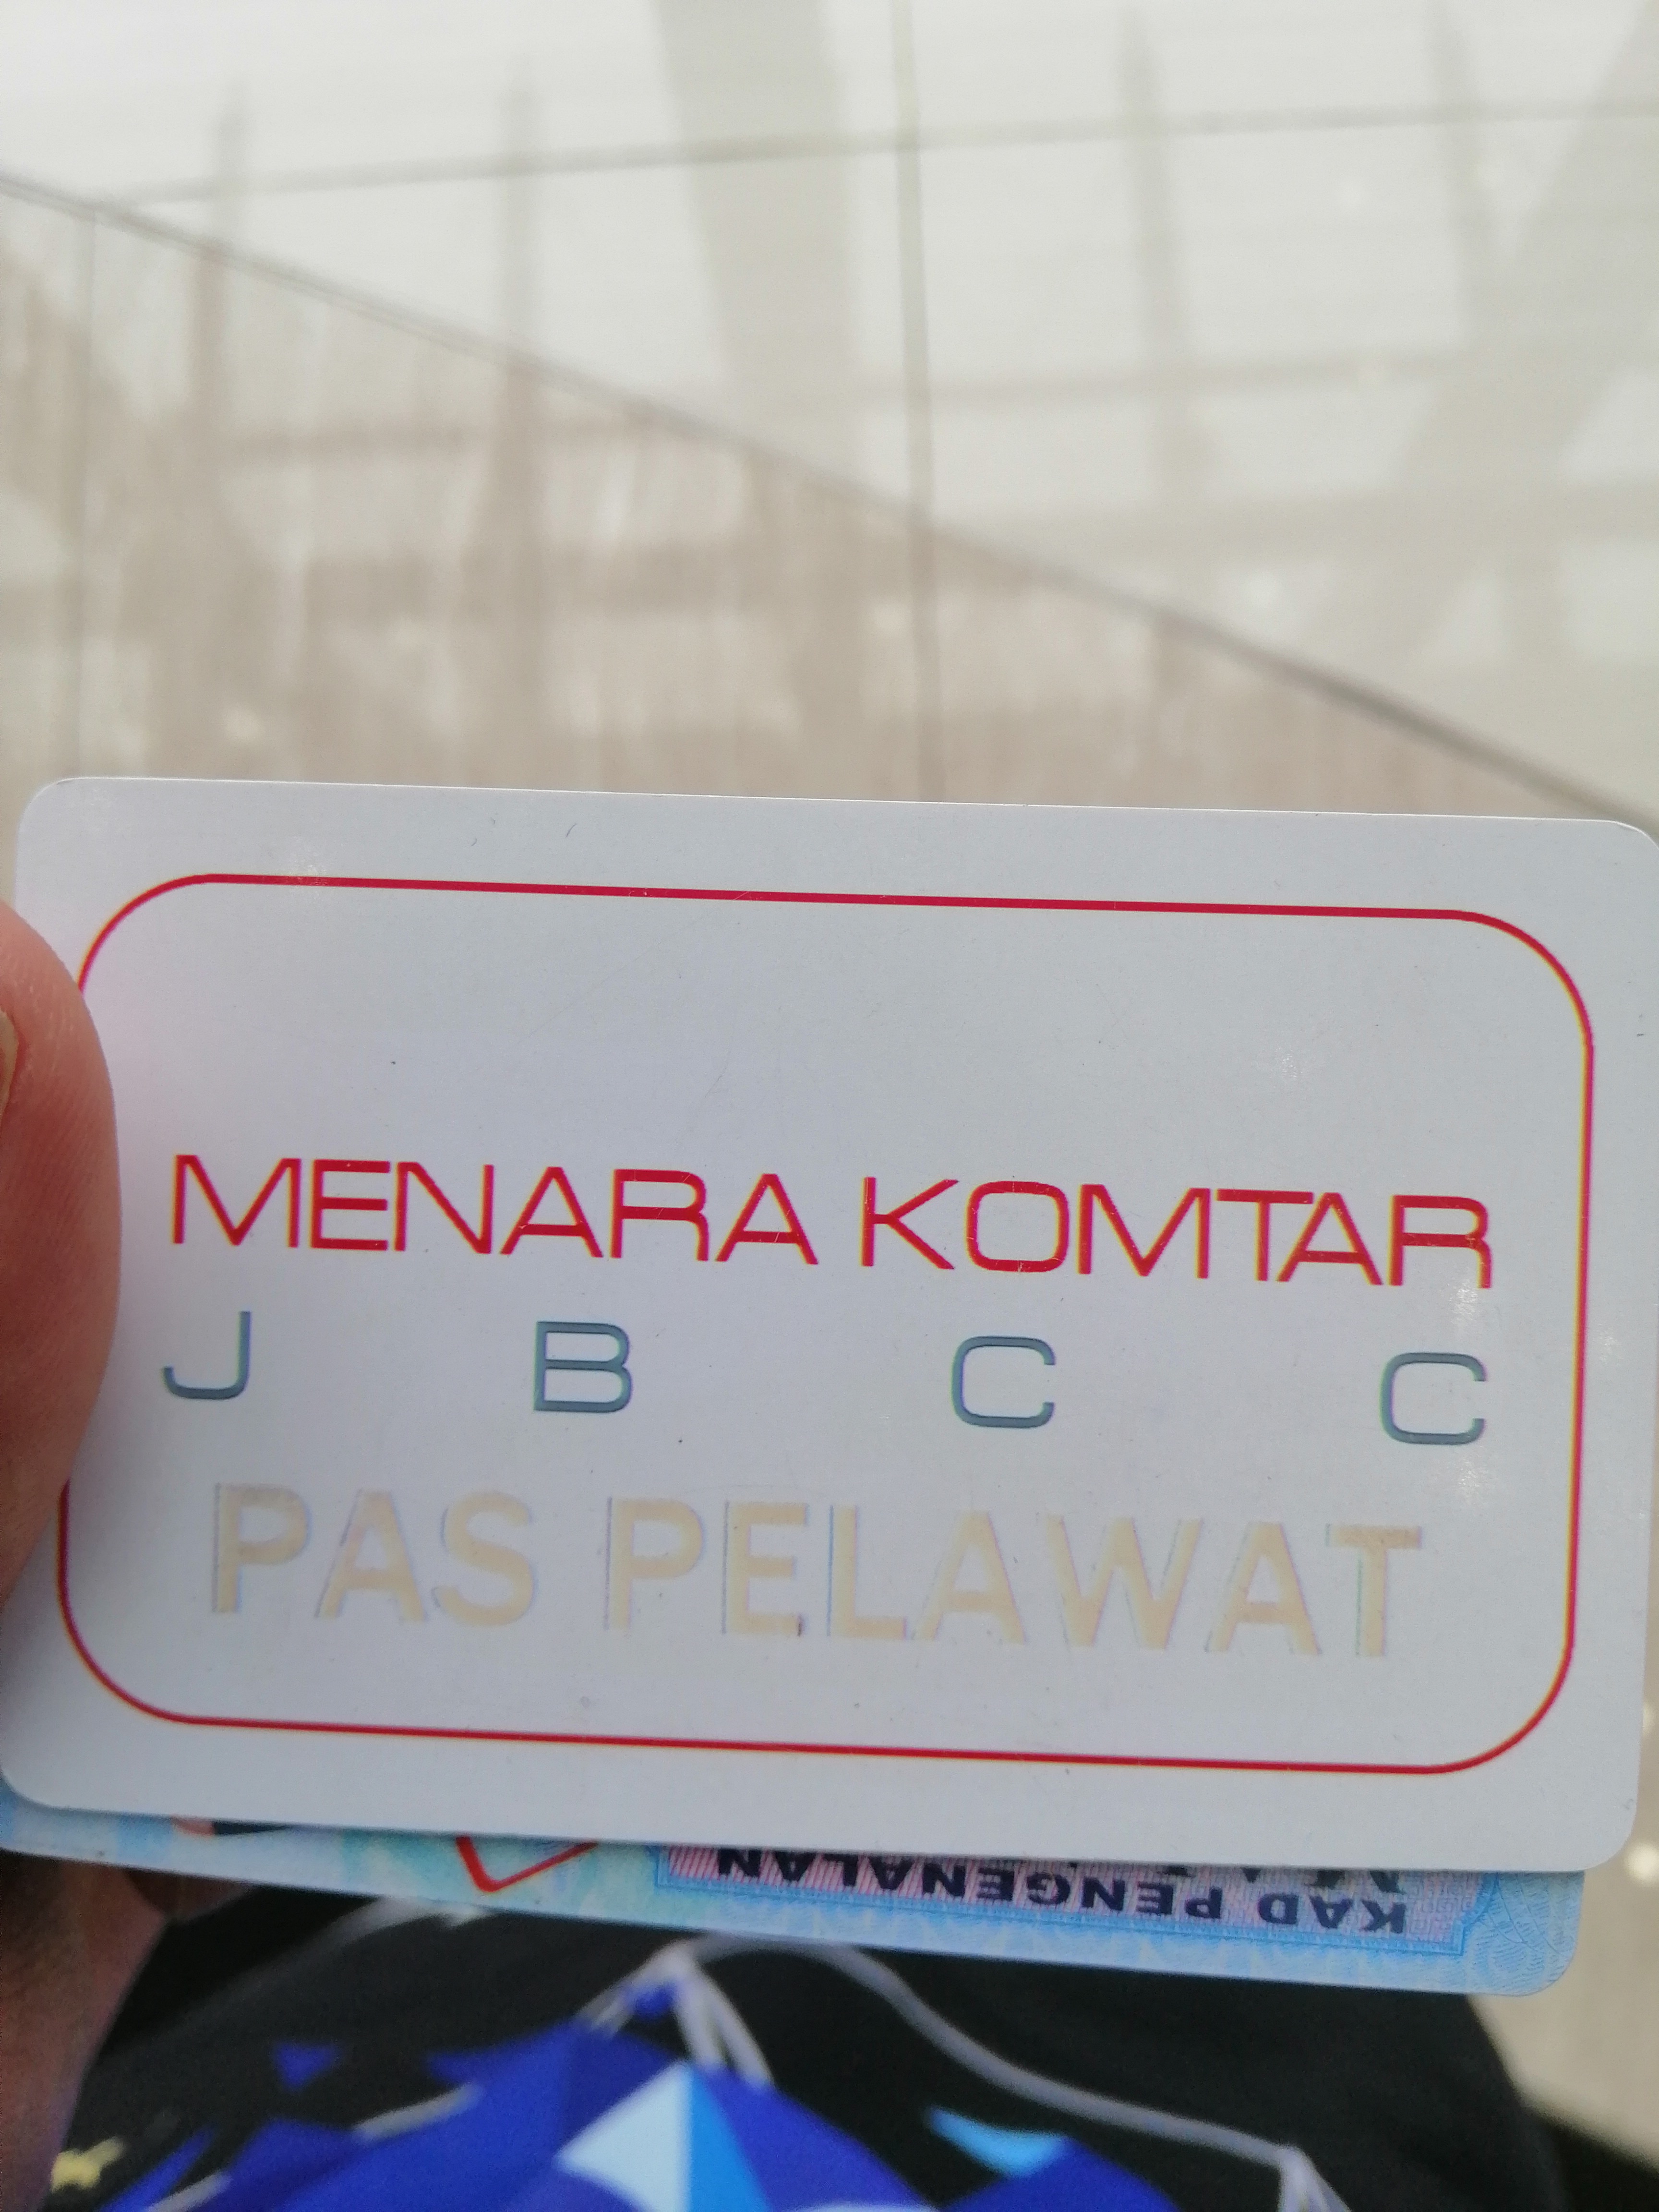 MENARA KOMTAR
J B C C
PAS PELAWAT
KAD PENGENALAN